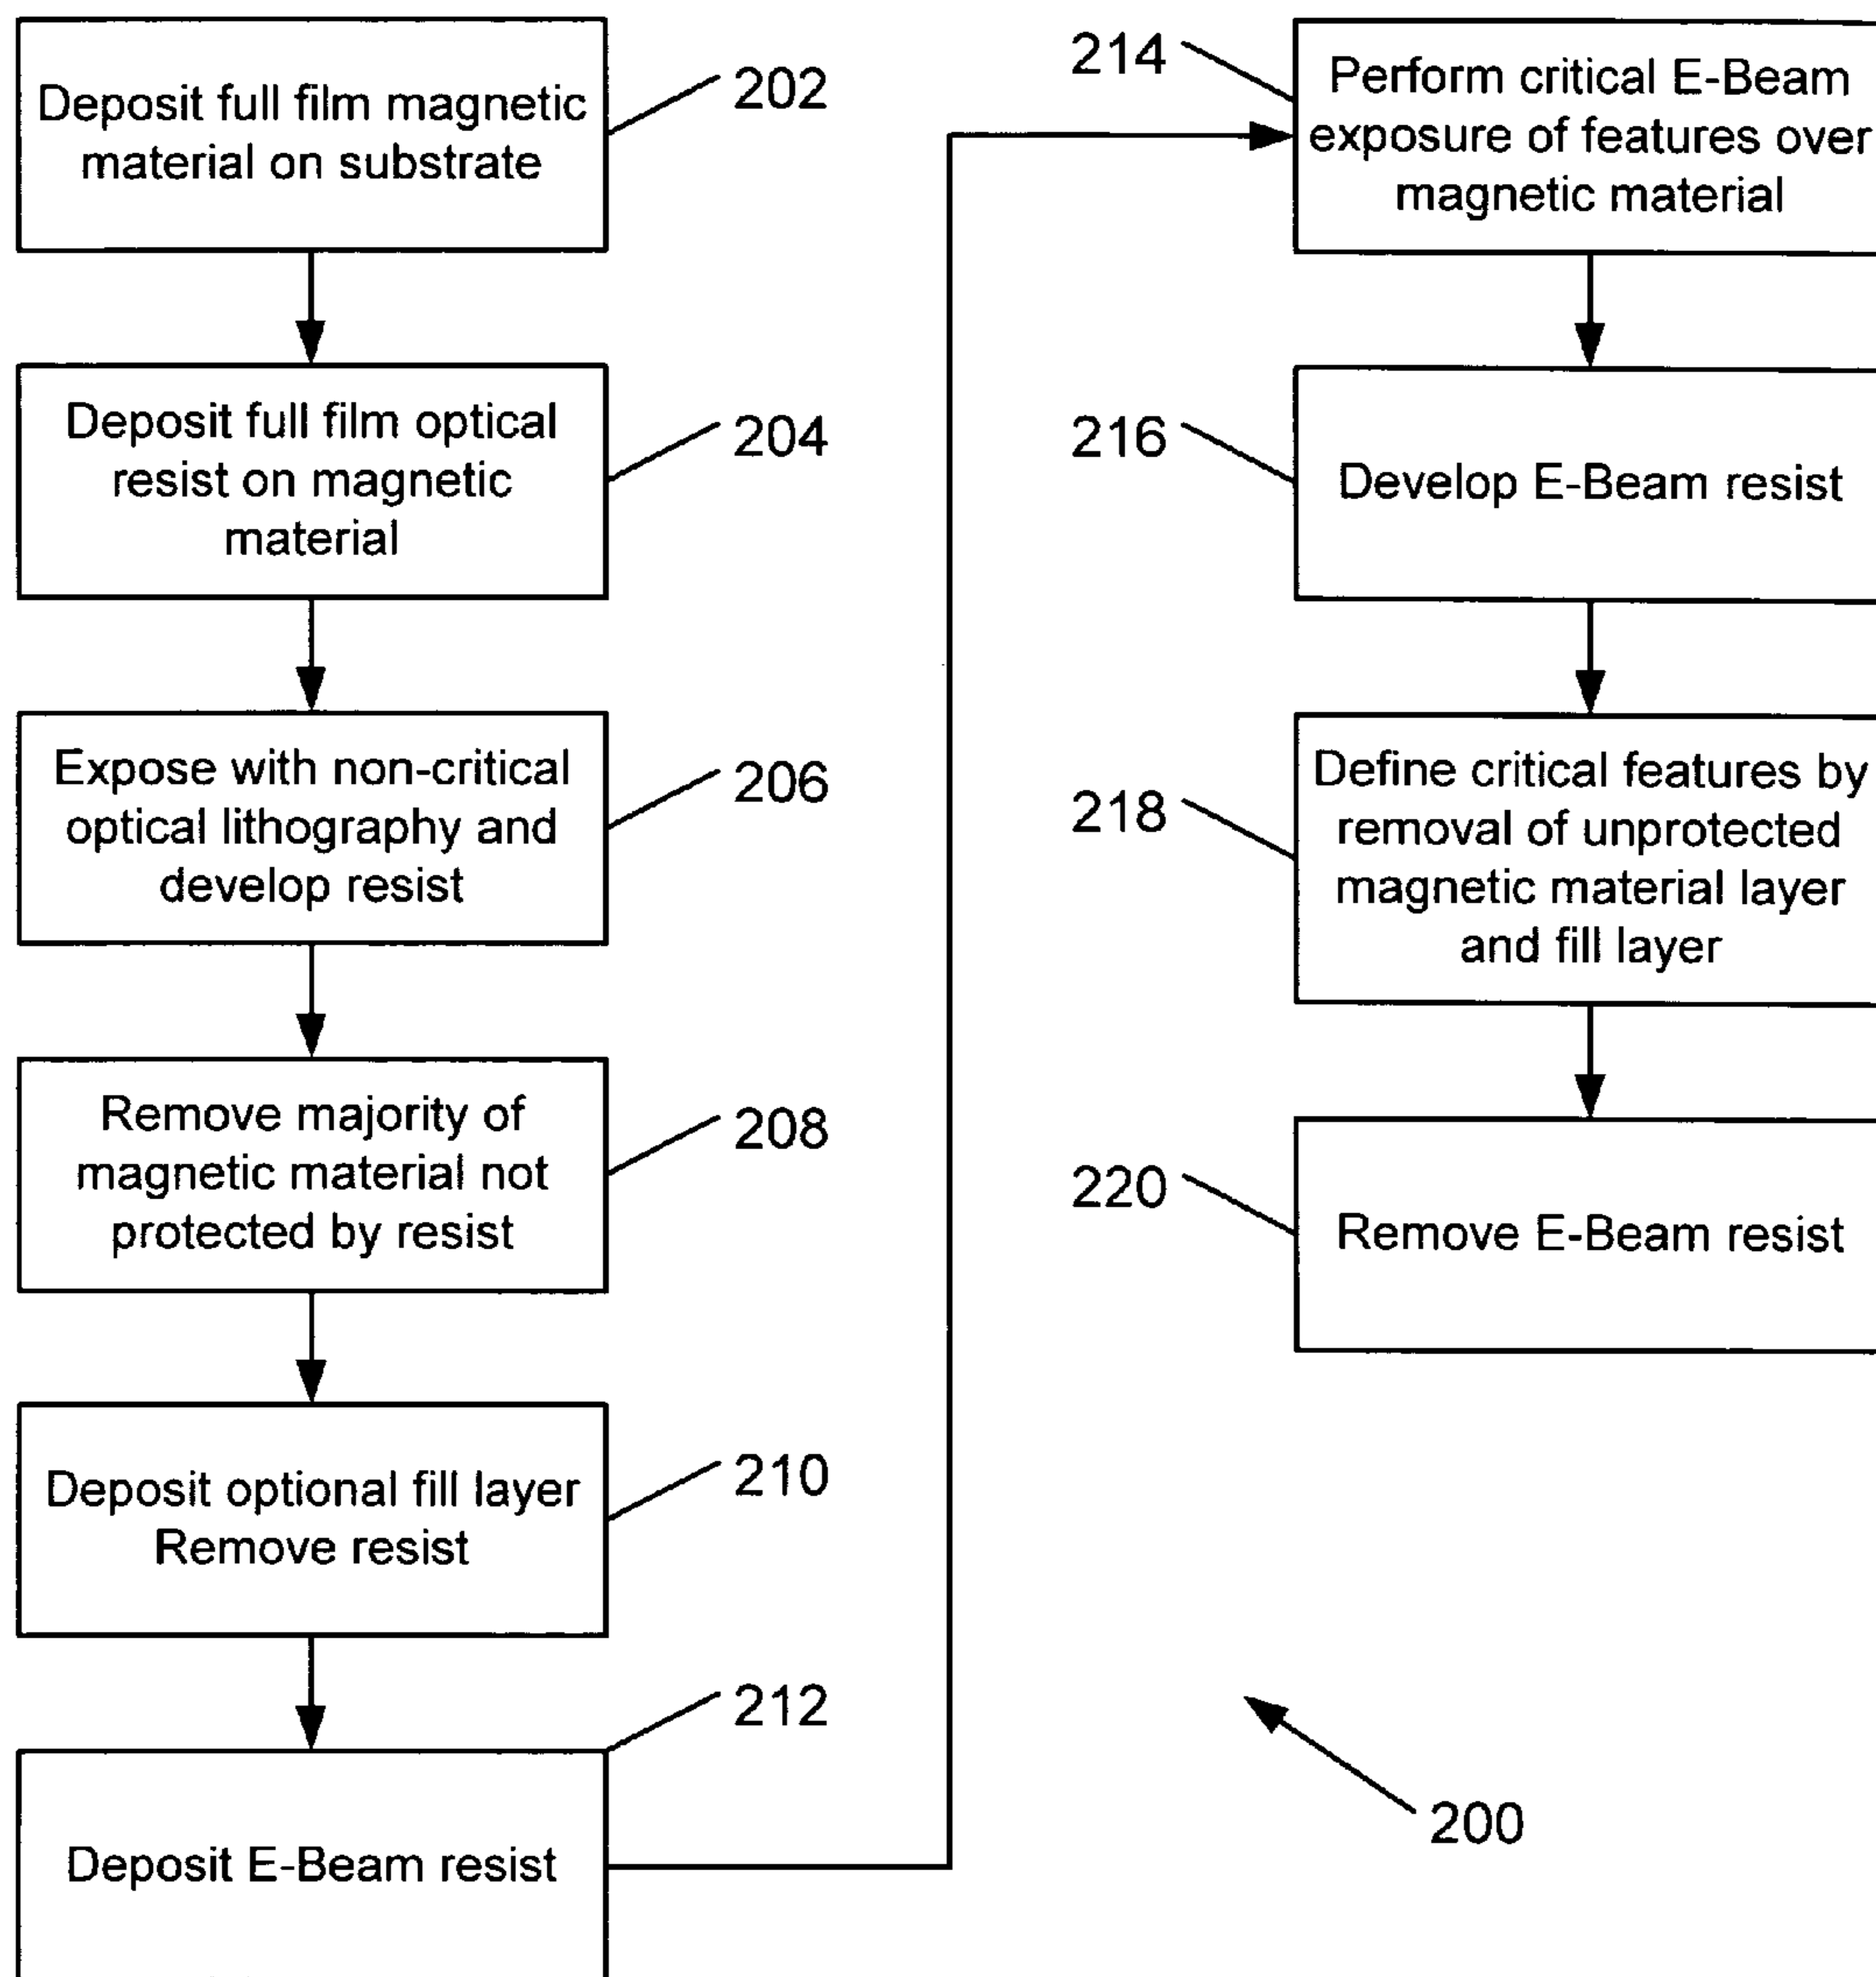 Deposit full film magnetic
material on substrate
202
Deposit full film optical
resist on magnetic
material
204
Expose with non-critical
optical lithography and
develop resist
206
Remove majority of
magnetic material not
protected by resist
208
Deposit optional fill layer
Remove resist
210
Deposit E-Beam resist
212
214
Perform critical E-Beam
exposure of features over
magnetic material
216
Develop E-Beam resist
218
Define critical features by
removal of unprotected
magnetic material layer
and fill layer
220
Remove E-Beam resist
200